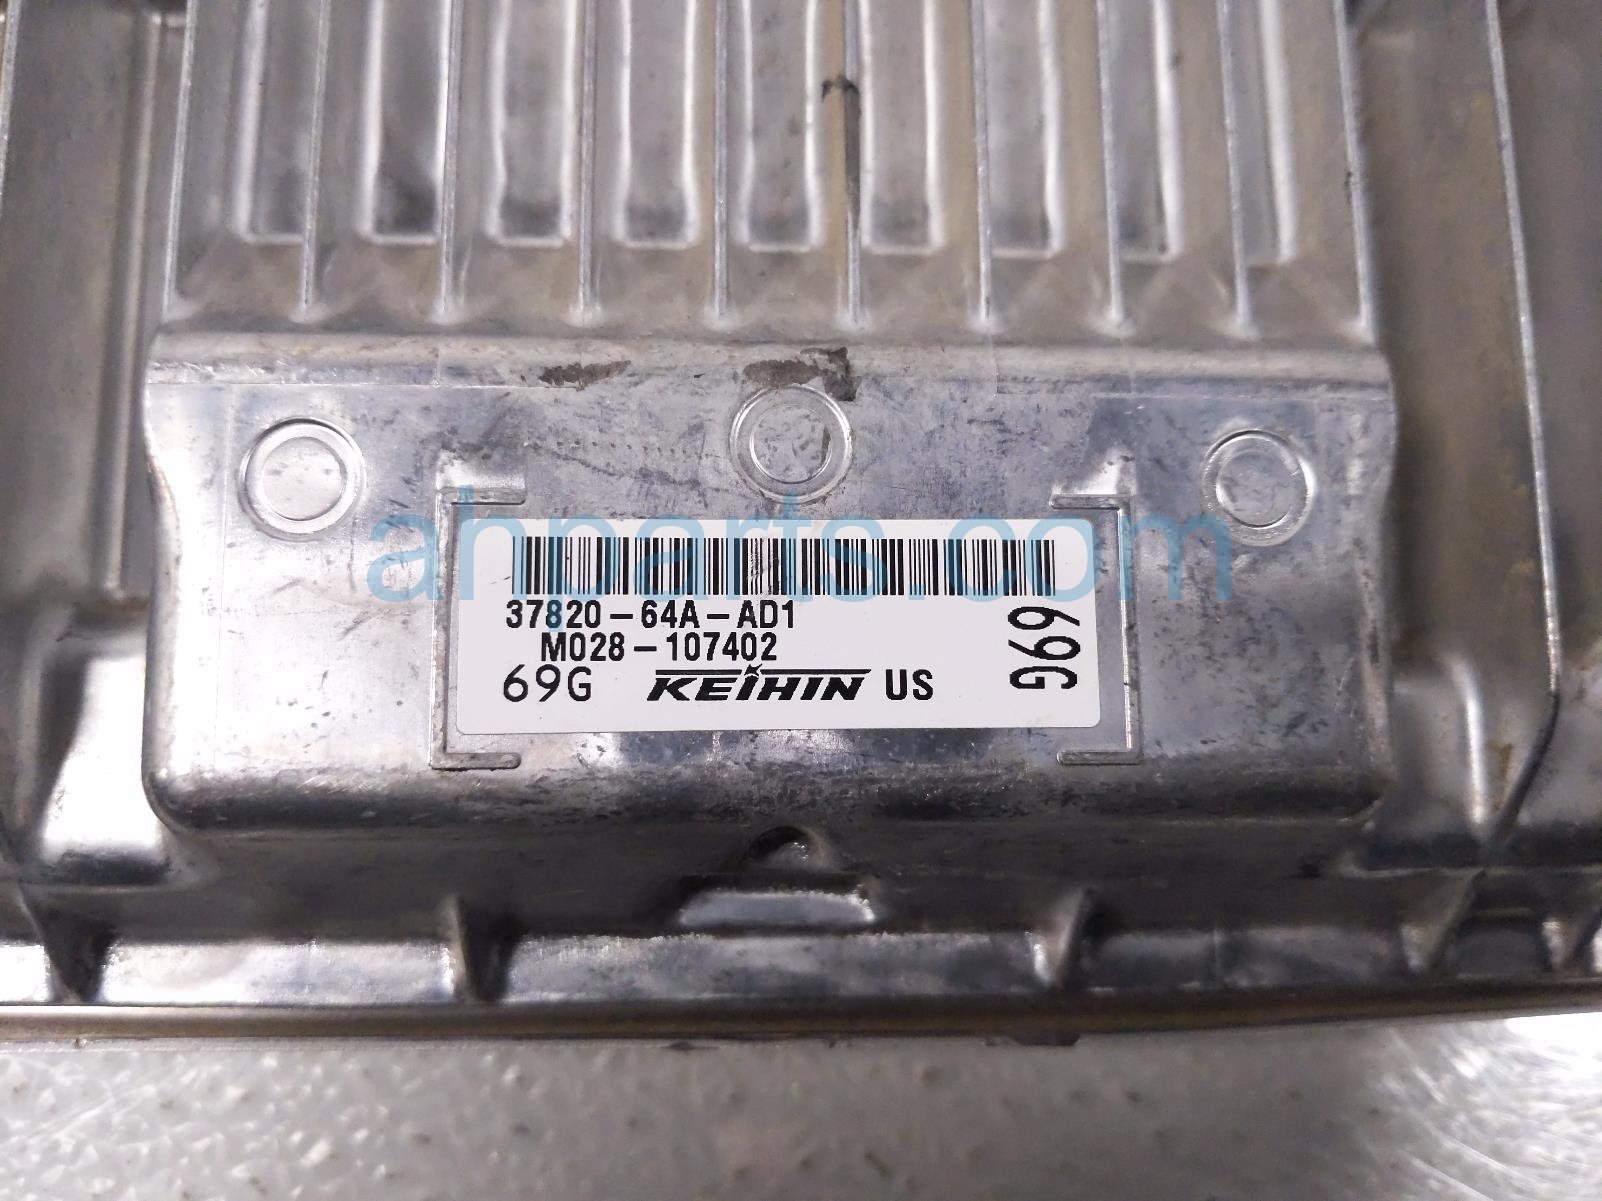 ahparts.com
37820-64A-AD1
M028-107402
69G KEIHIN US
69G